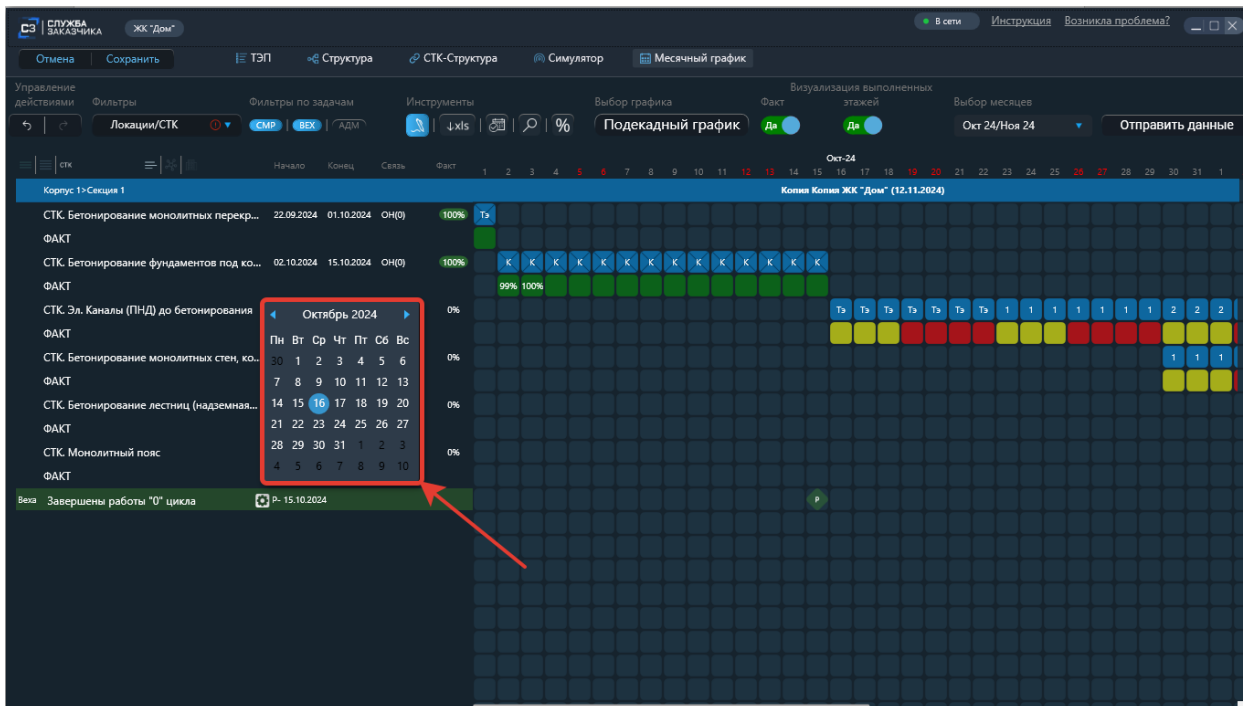 СЗ СЛУЖБА ЗАКАЗЧИКА ЖК "Дом" В сети Инструкция Возникла проблема?
Отмена Сохранить ТЭП Структура СТК-Структура Симулятор Месячный график
Управление действиями Фильтры Фильтры по задачам Инструменты Выбор графика Факт Визуализация выполненных этажей Выбор месяцев
Локации/СТК СМР ВЕХ АДМ ↓xls % Подекадный график Да Да Окт 24/Ноя 24 Отправить данные
Окт-24
стк Начало Конец Связь Факт 1 2 3 4 5 6 7 8 9 10 11 12 13 14 15 16 17 18 19 20 21 22 23 24 25 26 27 28 29 30 31 1
Корпус 1>Секция 1 Копия Копия ЖК "Дом" (12.11.2024)
СТК. Бетонирование монолитных перекр... 22.09.2024 01.10.2024 ОН(0) 100% Тэ
ФАКТ
СТК. Бетонирование фундаментов под ко... 02.10.2024 15.10.2024 ОН(0) 100% К К К К К К К К К К К К К К
ФАКТ 99% 100%
СТК. Эл. Каналы (ПНД) до бетонирования 0% Тэ Тэ Тэ Тэ Тэ Тэ Тэ 1 1 1 1 1 1 1 2 2 2
ФАКТ
СТК. Бетонирование монолитных стен, ко... 0% 1 1 1
ФАКТ
СТК. Бетонирование лестниц (надземная... 0%
ФАКТ
СТК. Монолитный пояс 0%
ФАКТ
Веха Завершены работы "0" цикла Р- 15.10.2024 Р
Октябрь 2024
Пн Вт Ср Чт Пт Сб Вс
30 1 2 3 4 5 6
7 8 9 10 11 12 13
14 15 16 17 18 19 20
21 22 23 24 25 26 27
28 29 30 31 1 2 3
4 5 6 7 8 9 10